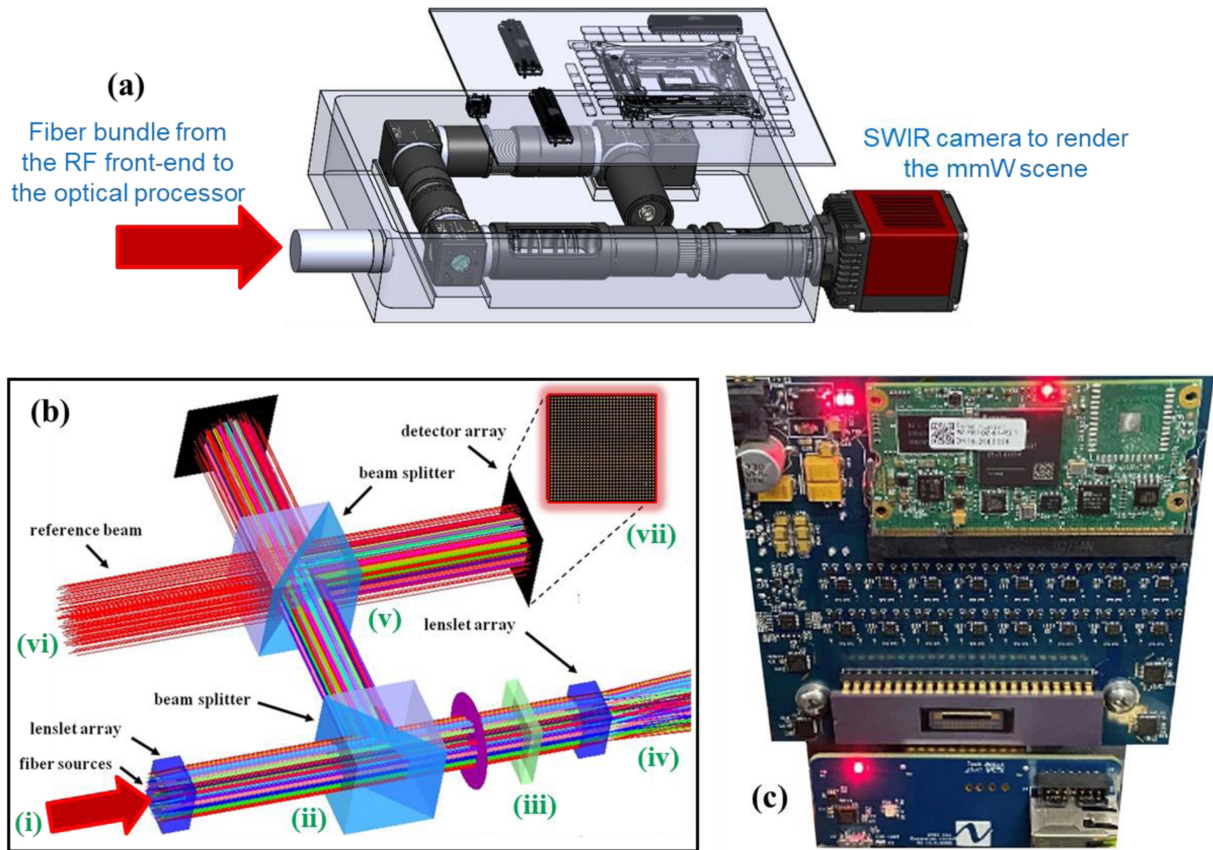 (a)
Fiber bundle from
the RF front-end to
the optical processor
SWIR camera to render
the mmW scene
(b)
detector array
beam splitter
reference beam
(vii)
(v)
lenslet array
(vi)
beam splitter
lenslet array
fiber sources
(iv)
(iii)
(ii)
(i)
(c)